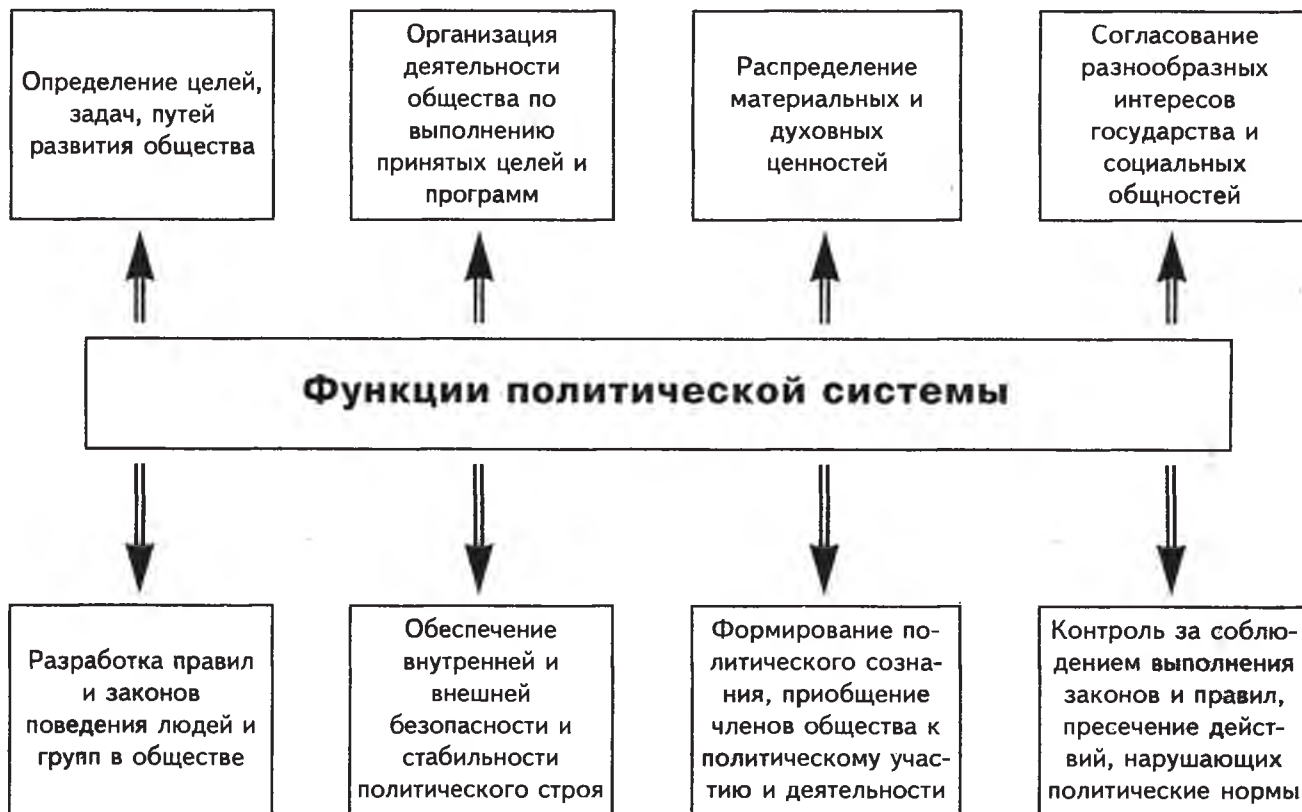 Определение целей,
задач, путей
развития общества
Организация
деятельности
общества по
выполнению
принятых целей и
программ
Распределение
материальных и
духовных
ценностей
Согласование
разнообразных
интересов
государства и
социальных
общностей
Функции политической системы
Разработка правил
и законов
поведения людей и
групп в обществе
Обеспечение
внутренней и
внешней
безопасности и
стабильности
политического строя
Формирование по-
литического созна-
ния, приобщение
членов общества к
политическому учас-
тию и деятельности
Контроль за соблю-
дением выполнения
законов и правил,
пресечение дейст-
вий, нарушающих
политические нормы